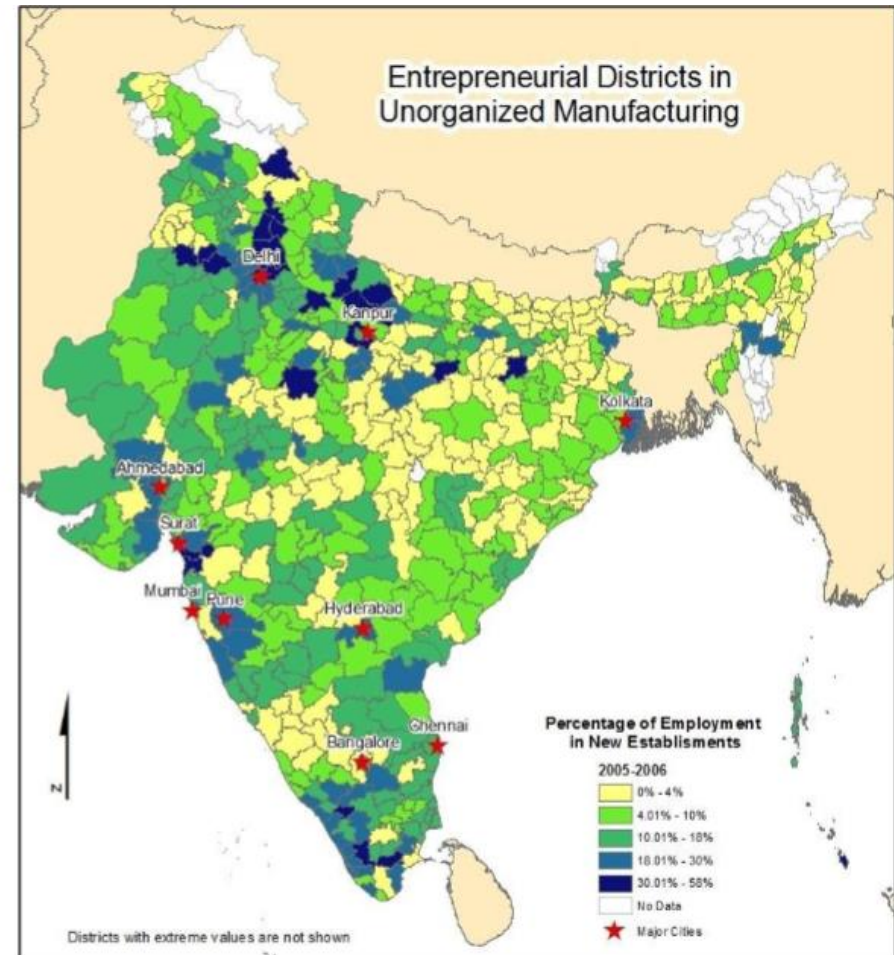 Entrepreneurial Districts in
Unorganized Manufacturing
Delhi
Kanpur
Kolkata
Ahmedabad
Surat
Mumbai
Pune
Hyderabad
Chennai
Bangalore
Percentage of Employment
in New Establisments
2005-2006
0% - 4%
4.01% - 10%
10.01% - 18%
18.01% - 30%
30.01% - 58%
No Data
Major Cities
N
Districts with extreme values are not shown